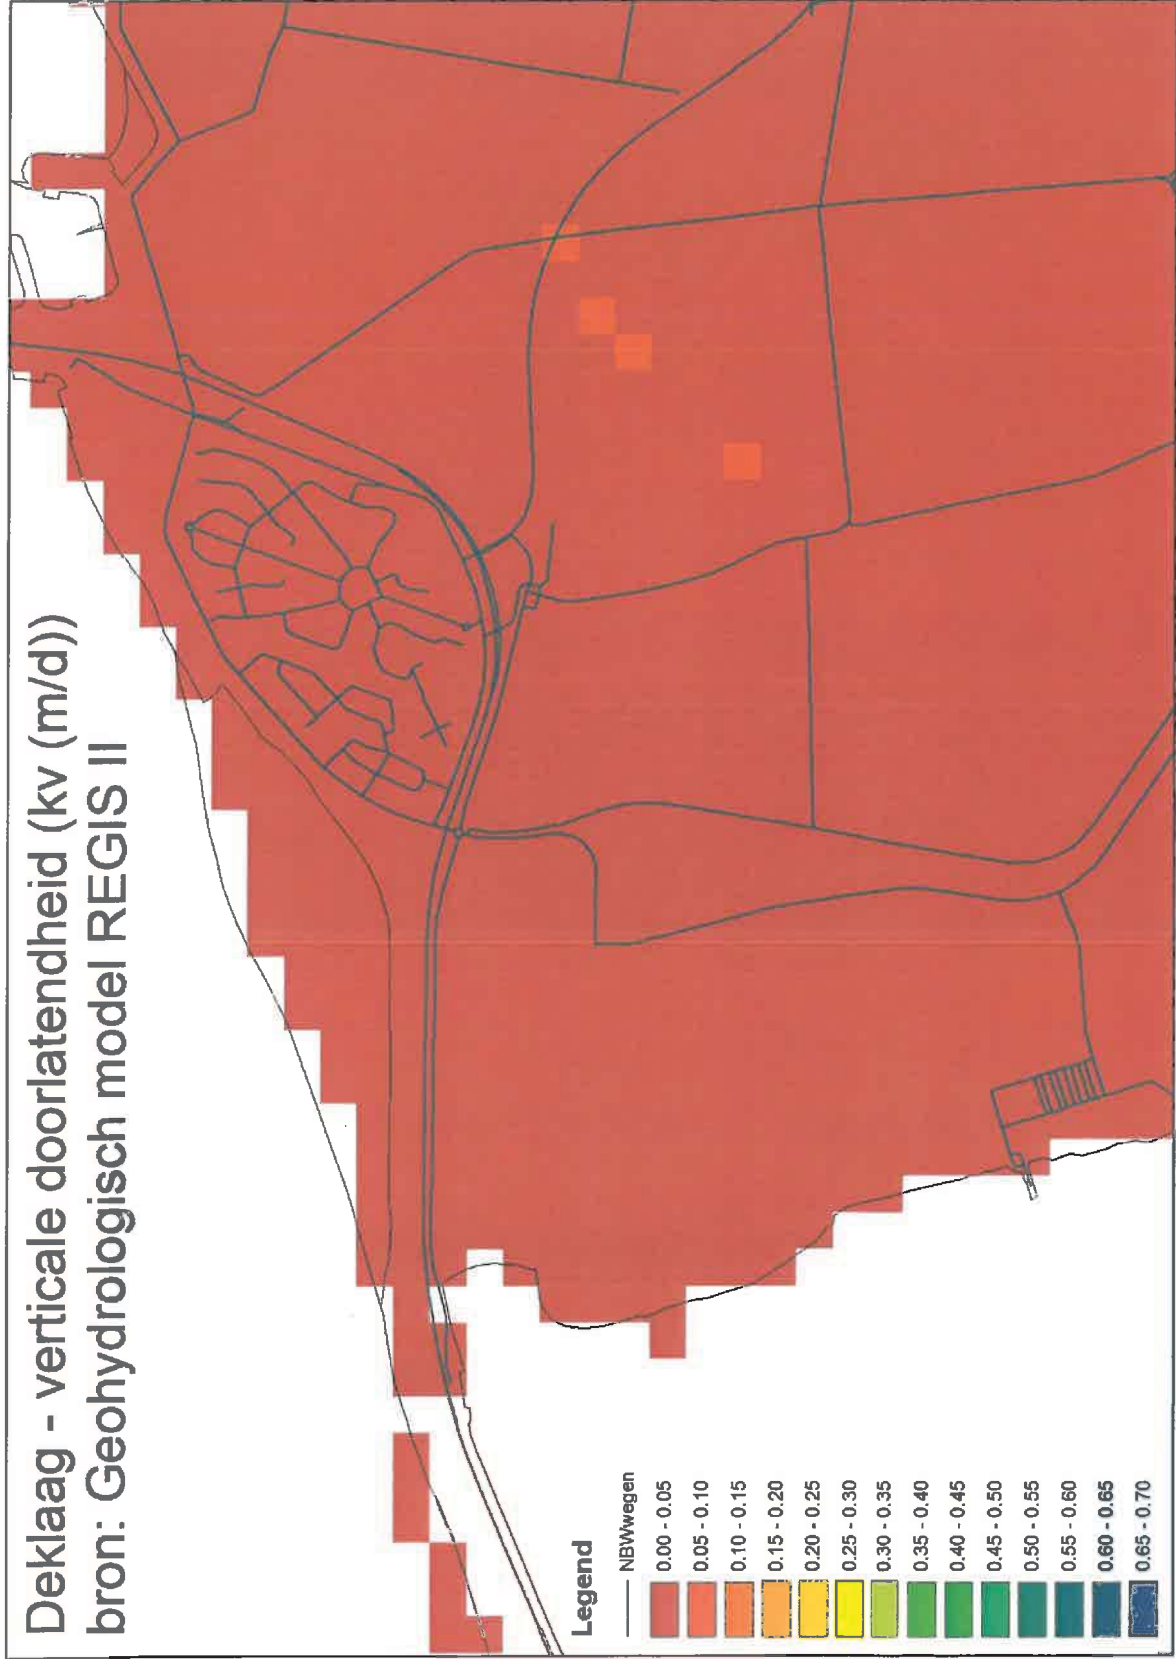 Deklaag - verticale doorlatendheid (kv (m/d))
bron: Geohydrologisch model REGIS II
Legend
NBWwegen
0.00 - 0.05
0.05 - 0.10
0.10 - 0.15
0.15 - 0.20
0.20 - 0.25
0.25 - 0.30
0.30 - 0.35
0.35 - 0.40
0.40 - 0.45
0.45 - 0.50
0.50 - 0.55
0.55 - 0.60
0.60 - 0.65
0.65 - 0.70